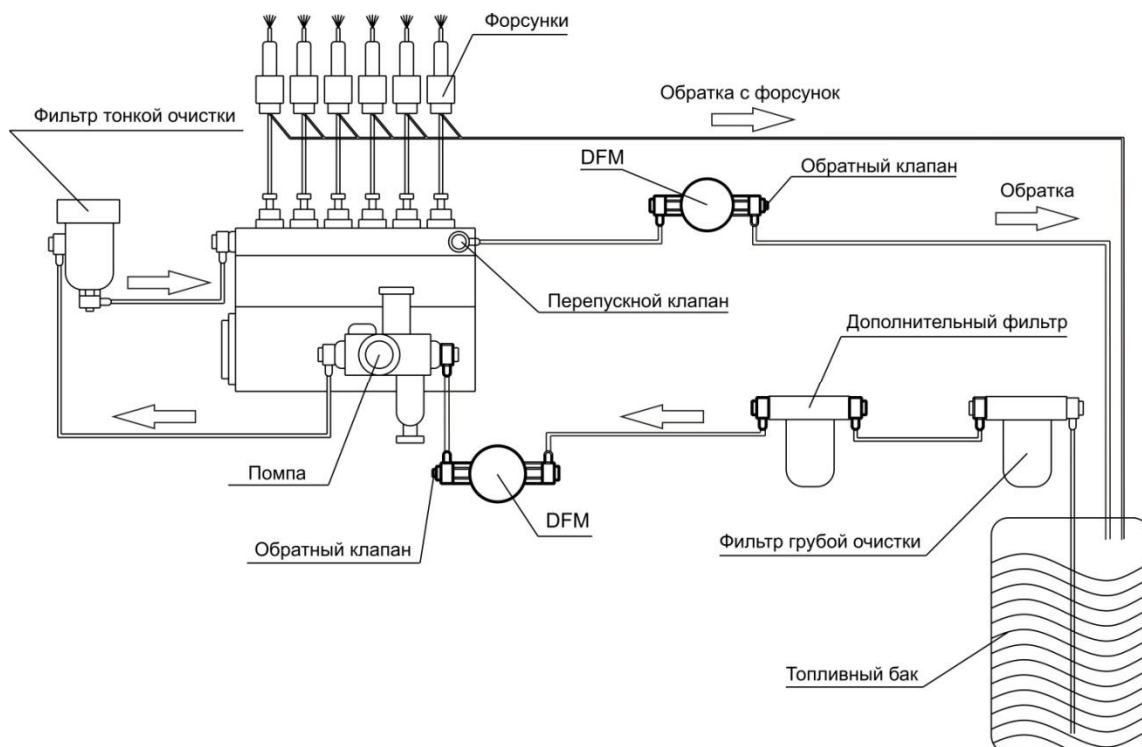 Форсунки
Фильтр тонкой очистки
Обратка с форсунок
DFM
Обратный клапан
Обратка
Перепускной клапан
Дополнительный фильтр
Помпа
DFM
Обратный клапан
Фильтр грубой очистки
Топливный бак